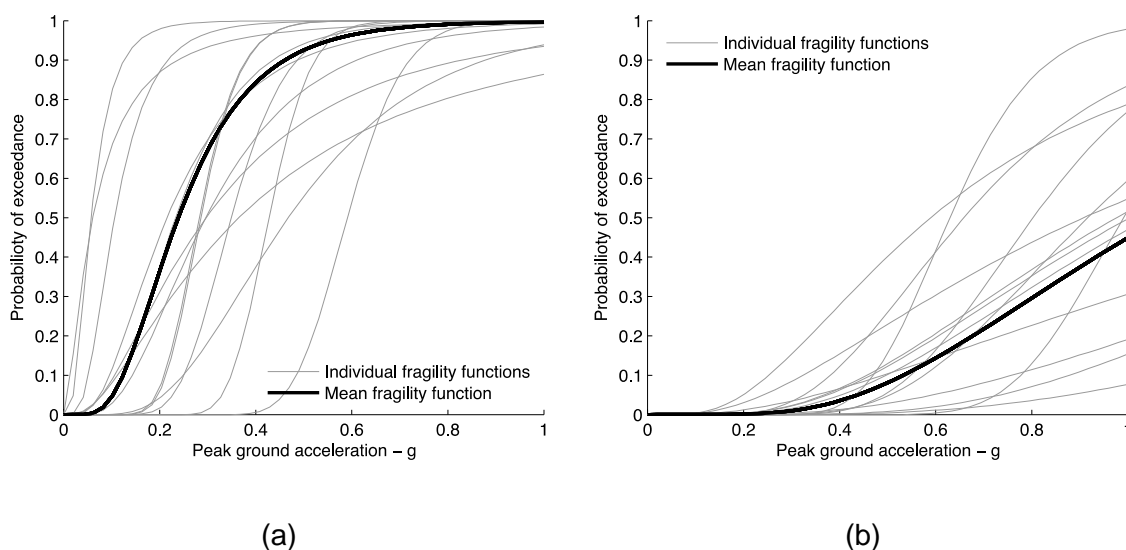 1
0.9
0.8
0.7
0.6
0.5
0.4
0.3
0.2
0.1
0
Probabilioty of exceedance
Individual fragility functions
Mean fragility function
0 0.2 0.4 0.6 0.8 1
Peak ground acceleration – g
(a)
1
0.9
0.8
0.7
0.6
0.5
0.4
0.3
0.2
0.1
0
Probablioty of exceedance
Individual fragility functions
Mean fragility function
0 0.2 0.4 0.6 0.8 1
Peak ground acceleration – g
(b)